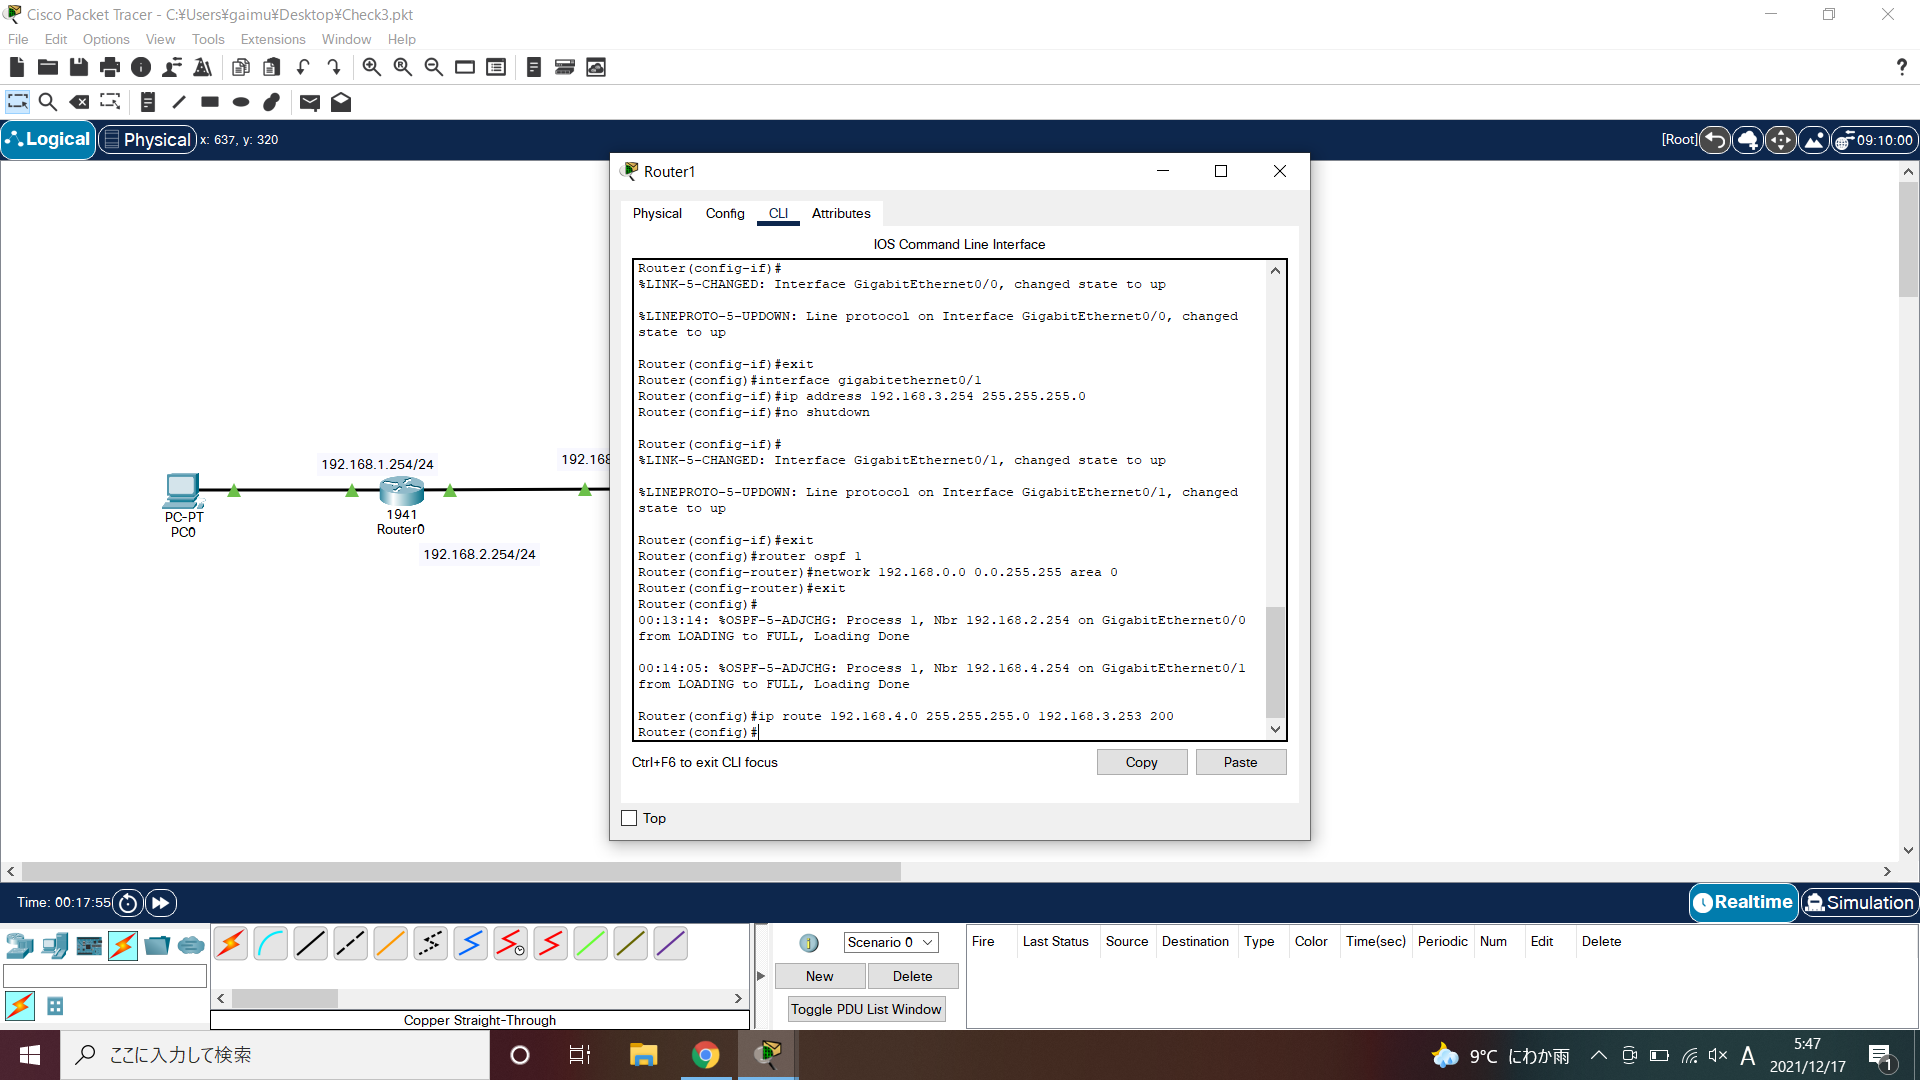 Cisco Packet Tracer - C:¥Users¥gaimu¥Desktop¥Check3.pkt
File Edit Options View Tools Extensions Window Help
?
Logical Physical x: 637, y: 320
[Root] 09:10:00
Router1
Physical Config CLI Attributes
IOS Command Line Interface
Router(config-if)#
%LINK-5-CHANGED: Interface GigabitEthernet0/0, changed state to up
%LINEPROTO-5-UPDOWN: Line protocol on Interface GigabitEthernet0/0, changed
state to up
Router(config-if)#exit
Router(config)#interface gigabitethernet0/1
Router(config-if)#ip address 192.168.3.254 255.255.255.0
Router(config-if)#no shutdown
Router(config-if)#
%LINK-5-CHANGED: Interface GigabitEthernet0/1, changed state to up
%LINEPROTO-5-UPDOWN: Line protocol on Interface GigabitEthernet0/1, changed
state to up
Router(config-if)#exit
Router(config)#router ospf 1
Router(config-router)#network 192.168.0.0 0.0.255.255 area 0
Router(config-router)#exit
Router(config)#
00:13:14: %OSPF-5-ADJCHG: Process 1, Nbr 192.168.2.254 on GigabitEthernet0/0
from LOADING to FULL, Loading Done
00:14:05: %OSPF-5-ADJCHG: Process 1, Nbr 192.168.4.254 on GigabitEthernet0/1
from LOADING to FULL, Loading Done
Router(config)#ip route 192.168.4.0 255.255.255.0 192.168.3.253 200
Router(config)#
Ctrl+F6 to exit CLI focus
Copy Paste
Top
192.168.1.254/24
192.168
PC-PT
PC0
1941
Router0
192.168.2.254/24
Time: 00:17:55
Realtime Simulation
Copper Straight-Through
Scenario 0
New Delete
Toggle PDU List Window
Fire Last Status Source Destination Type Color Time(sec) Periodic Num Edit Delete
ここに入力して検索
9°C にわか雨
A
5:47
2021/12/17
1